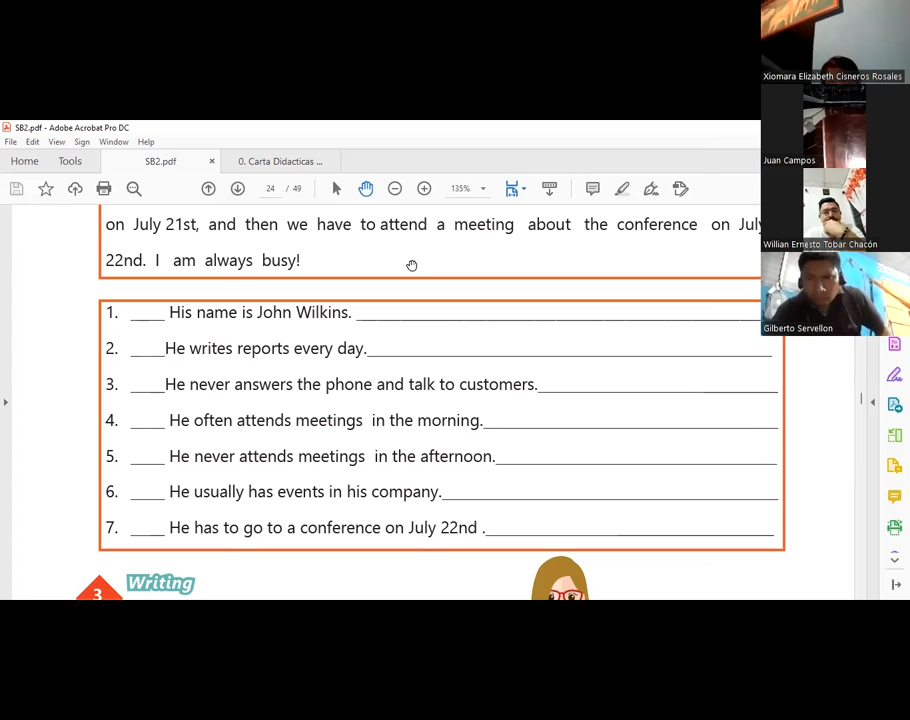 Xiomara Elizabeth Cisneros Rosales
SB2.pdf - Adobe Acrobat Pro DC
File Edit View Sign Window Help
Home Tools SB2.pdf × 0. Carta Didacticas ...
Juan Campos
24 / 49 135%
on July 21st, and then we have to attend a meeting about the conference on July
Willian Ernesto Tobar Chacón
22nd. I am always busy!
1. ____ His name is John Wilkins. ____
Gilberto Servellon
2. ____He writes reports every day.____
3. ____He never answers the phone and talk to customers.____
4. ____ He often attends meetings in the morning.____
5. ____ He never attends meetings in the afternoon.____
6. ____ He usually has events in his company.____
7. ____ He has to go to a conference on July 22nd .____
3 Writing